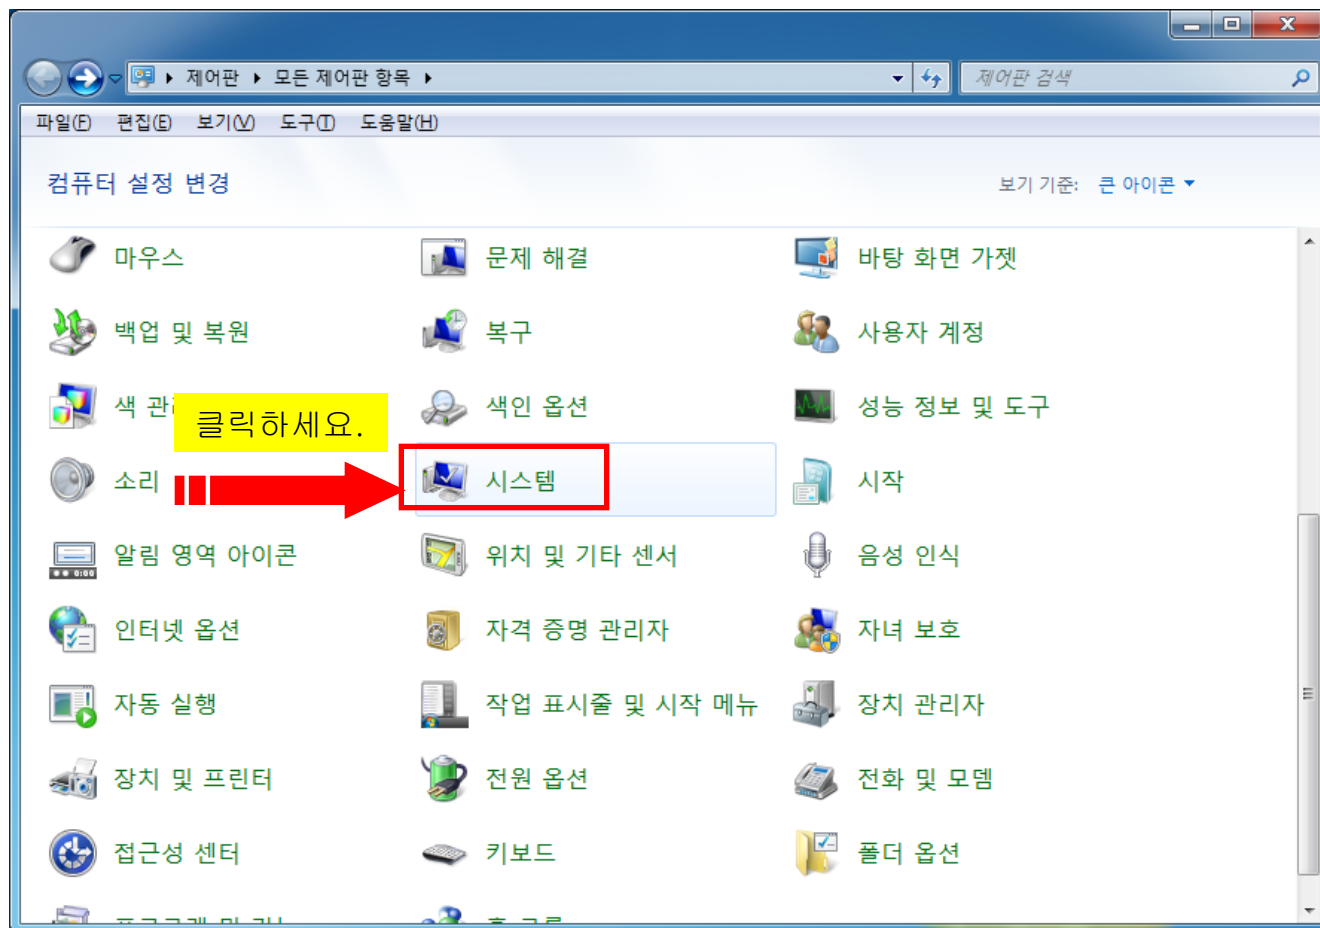 제어판 모든 제어판 항목
제어판 검색
파일(F) 편집(E) 보기(V) 도구(T) 도움말(H)
컴퓨터 설정 변경
보기 기준: 큰 아이콘
마우스 문제 해결 바탕 화면 가젯
백업 및 복원 복구 사용자 계정
색 색인 옵션 성능 정보 및 도구
클릭하세요.
소리 시스템 시작
알림 영역 아이콘 위치 및 기타 센서 음성 인식
인터넷 옵션 자격 증명 관리자 자녀 보호
자동 실행 작업 표시줄 및 시작 메뉴 장치 관리자
장치 및 프린터 전원 옵션 전화 및 모뎀
접근성 센터 키보드 폴더 옵션